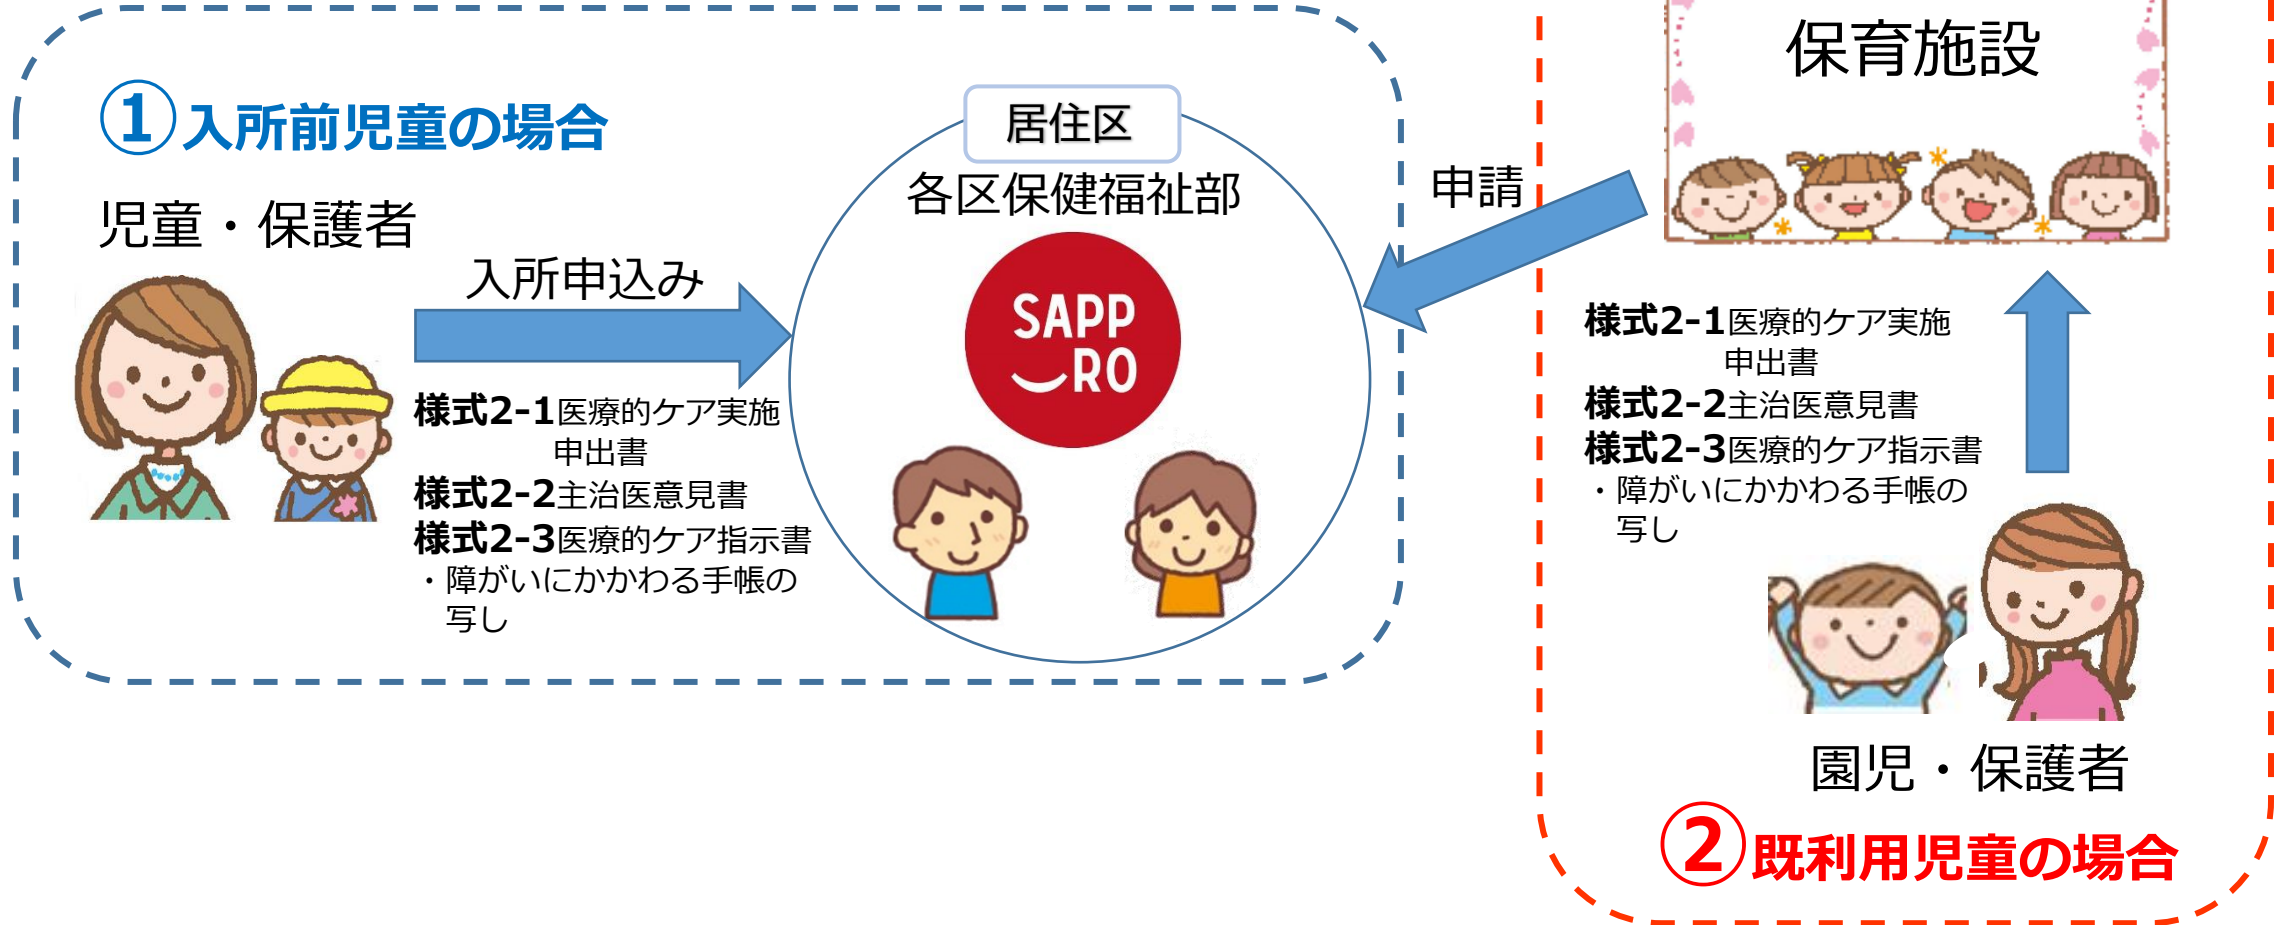 ①入所前児童の場合
児童・保護者
入所申込み
様式2-1医療的ケア実施
申出書
様式2-2主治医意見書
様式2-3医療的ケア指示書
・障がいにかかわる手帳の
写し
居住区
各区保健福祉部
SAPP
RO
申請
保育施設
様式2-1医療的ケア実施
申出書
様式2-2主治医意見書
様式2-3医療的ケア指示書
・障がいにかかわる手帳の
写し
園児・保護者
②既利用児童の場合